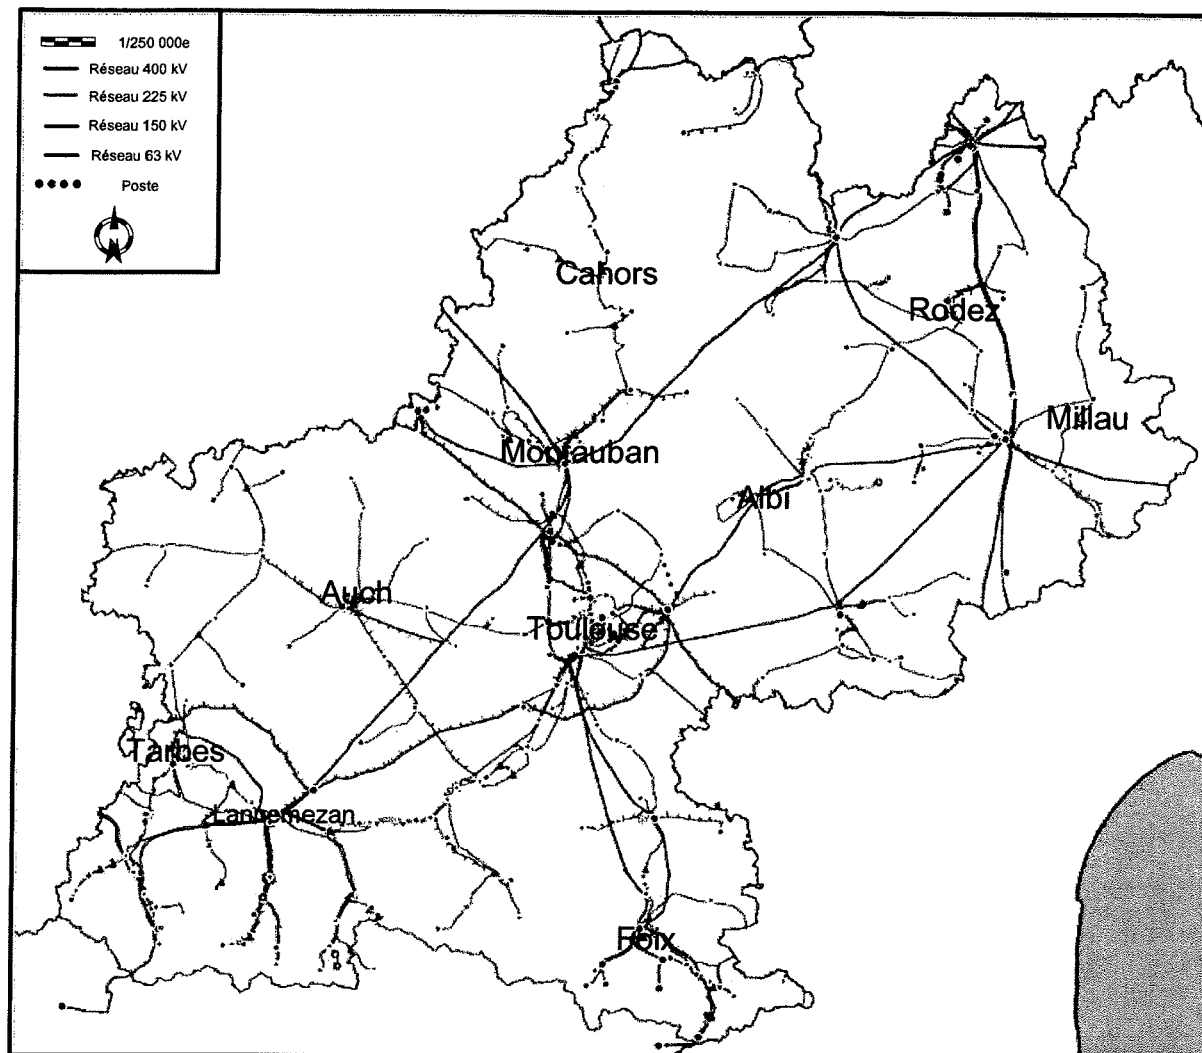 1/250 000e
Réseau 400 kV
Réseau 225 kV
Réseau 150 kV
Réseau 63 kV
Poste
Cahors
Rodez
Millau
Montauban
Albi
Auch
Toulouse
Tarbes
Lannemezan
Foix